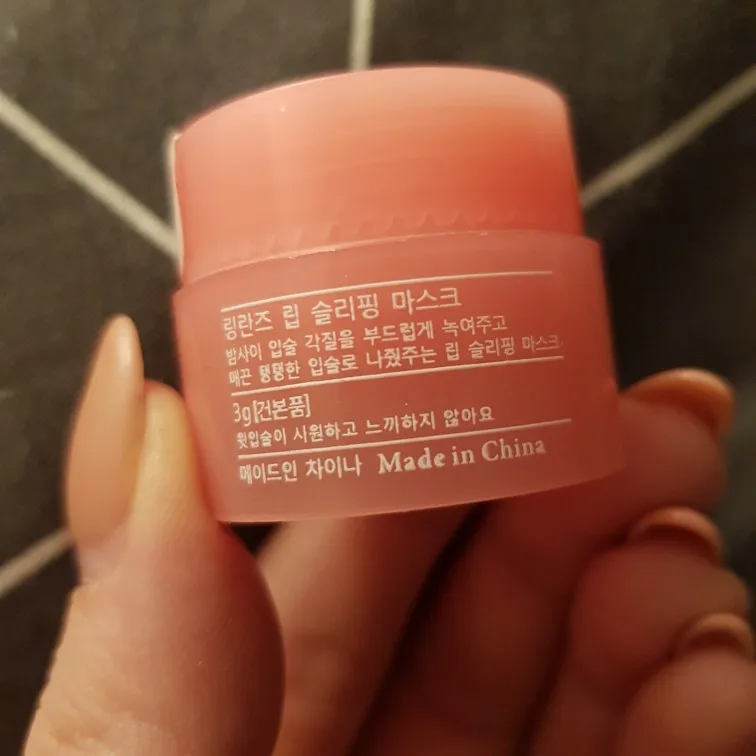 링란즈 립 슬리핑 마스크
밤사이 입술 각질을 부드럽게 녹여주고
매끈 탱탱한 입술로 나줬주는 립 슬리핑 마스크.
3g[건본품]
윗입술이 시원하고 느끼하지 않아요
메이드인 차이나 Made in China